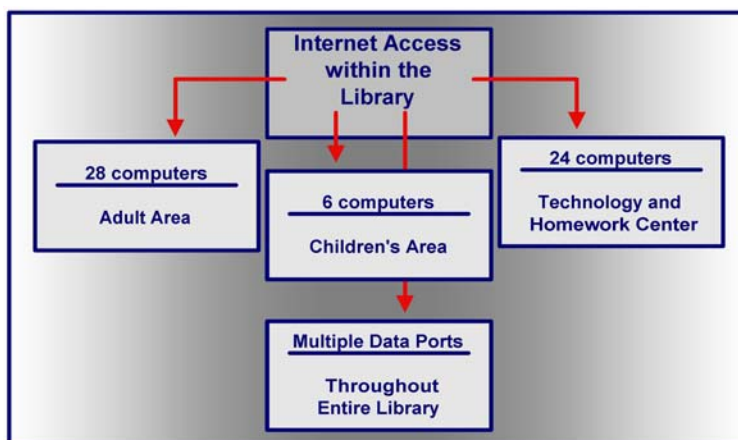 Internet Access
within the
Library
28 computers
Adult Area
6 computers
Children's Area
24 computers
Technology and
Homework Center
Multiple Data Ports
Throughout
Entire Library